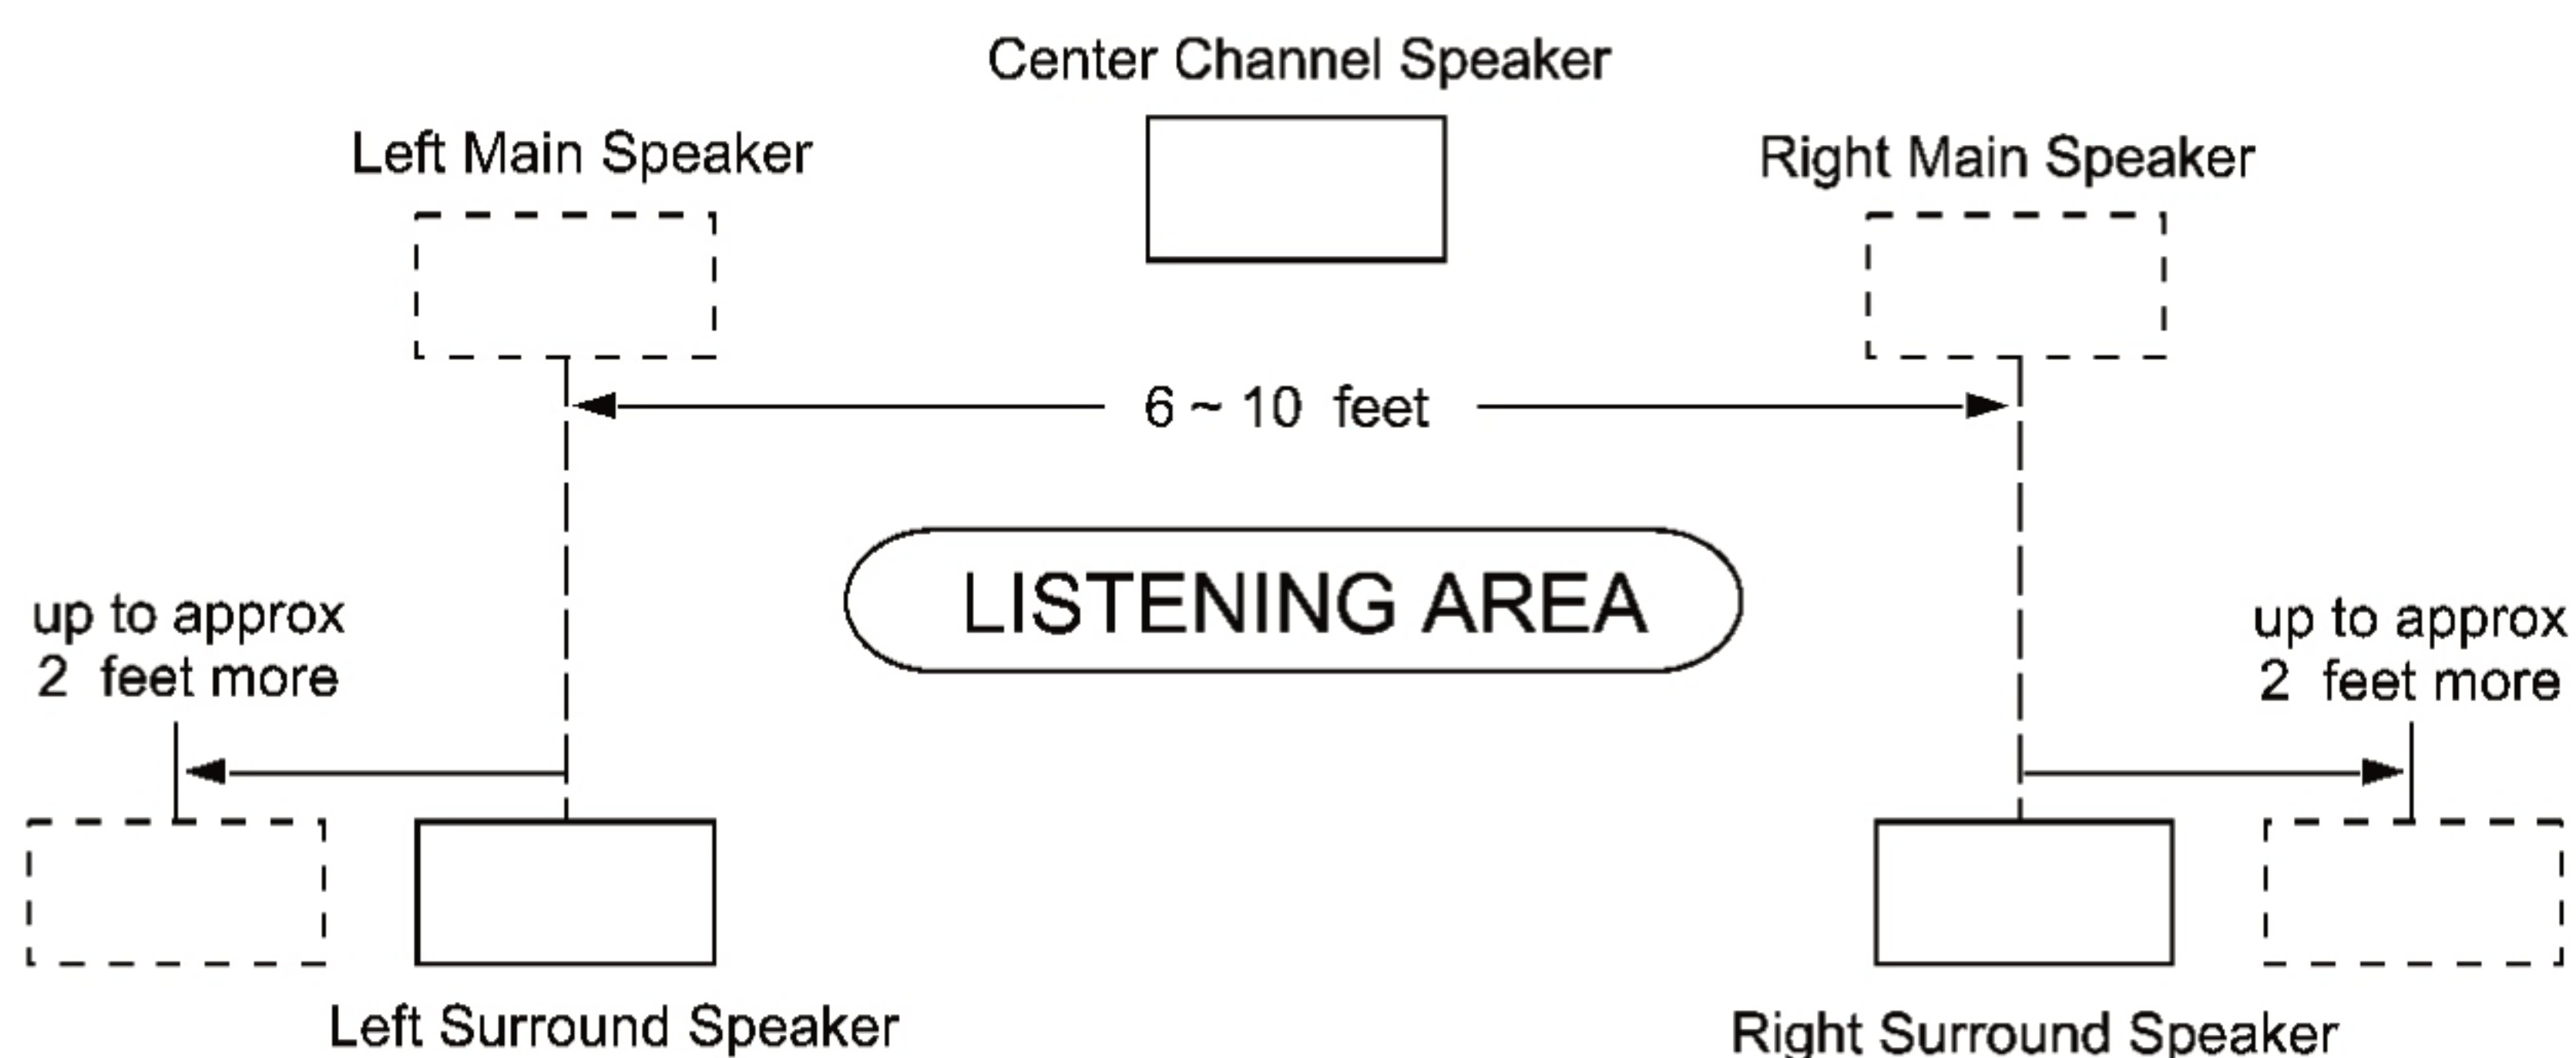 Center Channel Speaker
Left Main Speaker
Right Main Speaker
6 ~ 10 feet
LISTENING AREA
up to approx
2 feet more
up to approx
2 feet more
Left Surround Speaker
Right Surround Speaker